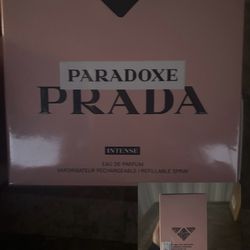 PARADOXE
PRADA
INTENSE
EAU DE PARFUM
VAPORISATEUR RECHARGEABLE / REFILLABLE SPRAY